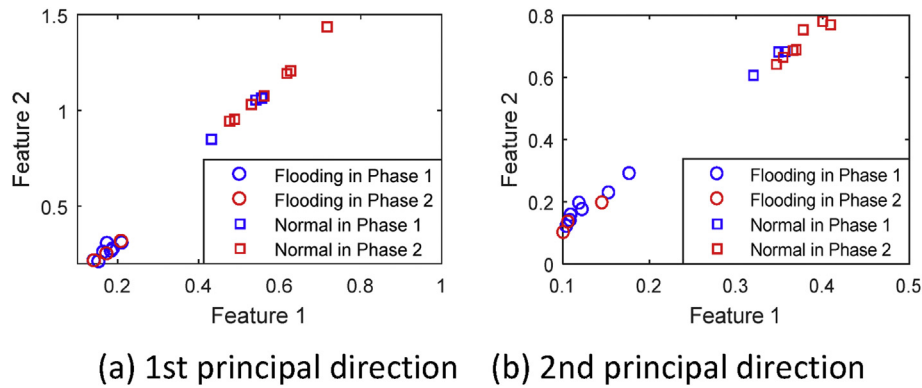 1.5
1
0.5
Feature 2
0.2
0.4
0.6
0.8
1
Feature 1
Flooding in Phase 1
Flooding in Phase 2
Normal in Phase 1
Normal in Phase 2
(a) 1st principal direction
0.8
0.6
0.4
0.2
0
Feature 2
0.1
0.2
0.3
0.4
0.5
Feature 1
Flooding in Phase 1
Flooding in Phase 2
Normal in Phase 1
Normal in Phase 2
(b) 2nd principal direction